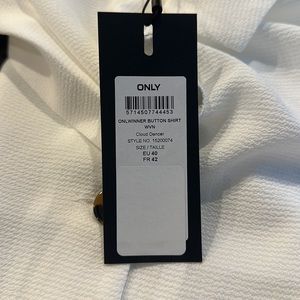 ONLY
5714507744453
ONLWINNER BUTTON SHIRT
WVN
Cloud Dancer
STYLE NO. 15200074
SIZE / TAILLE
EU 40
FR 42